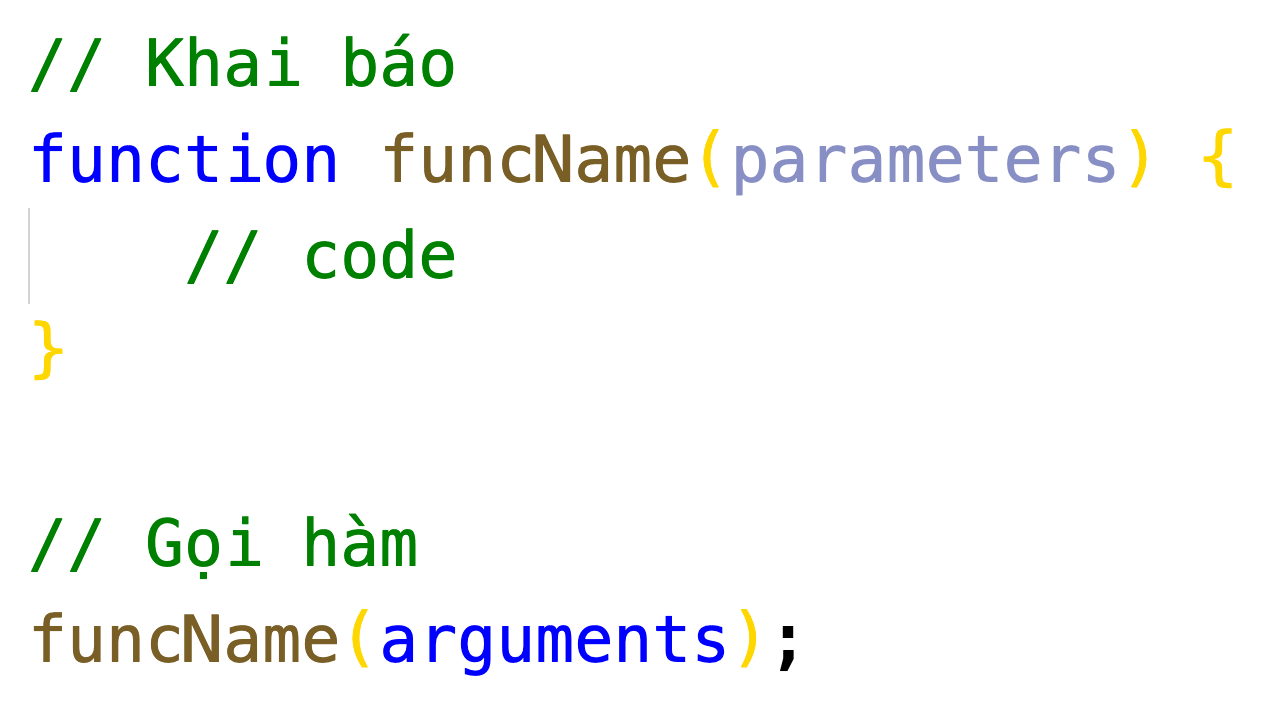 // Khai báo
function funcName(parameters) {
    // code
}
// Gọi hàm
funcName(arguments);